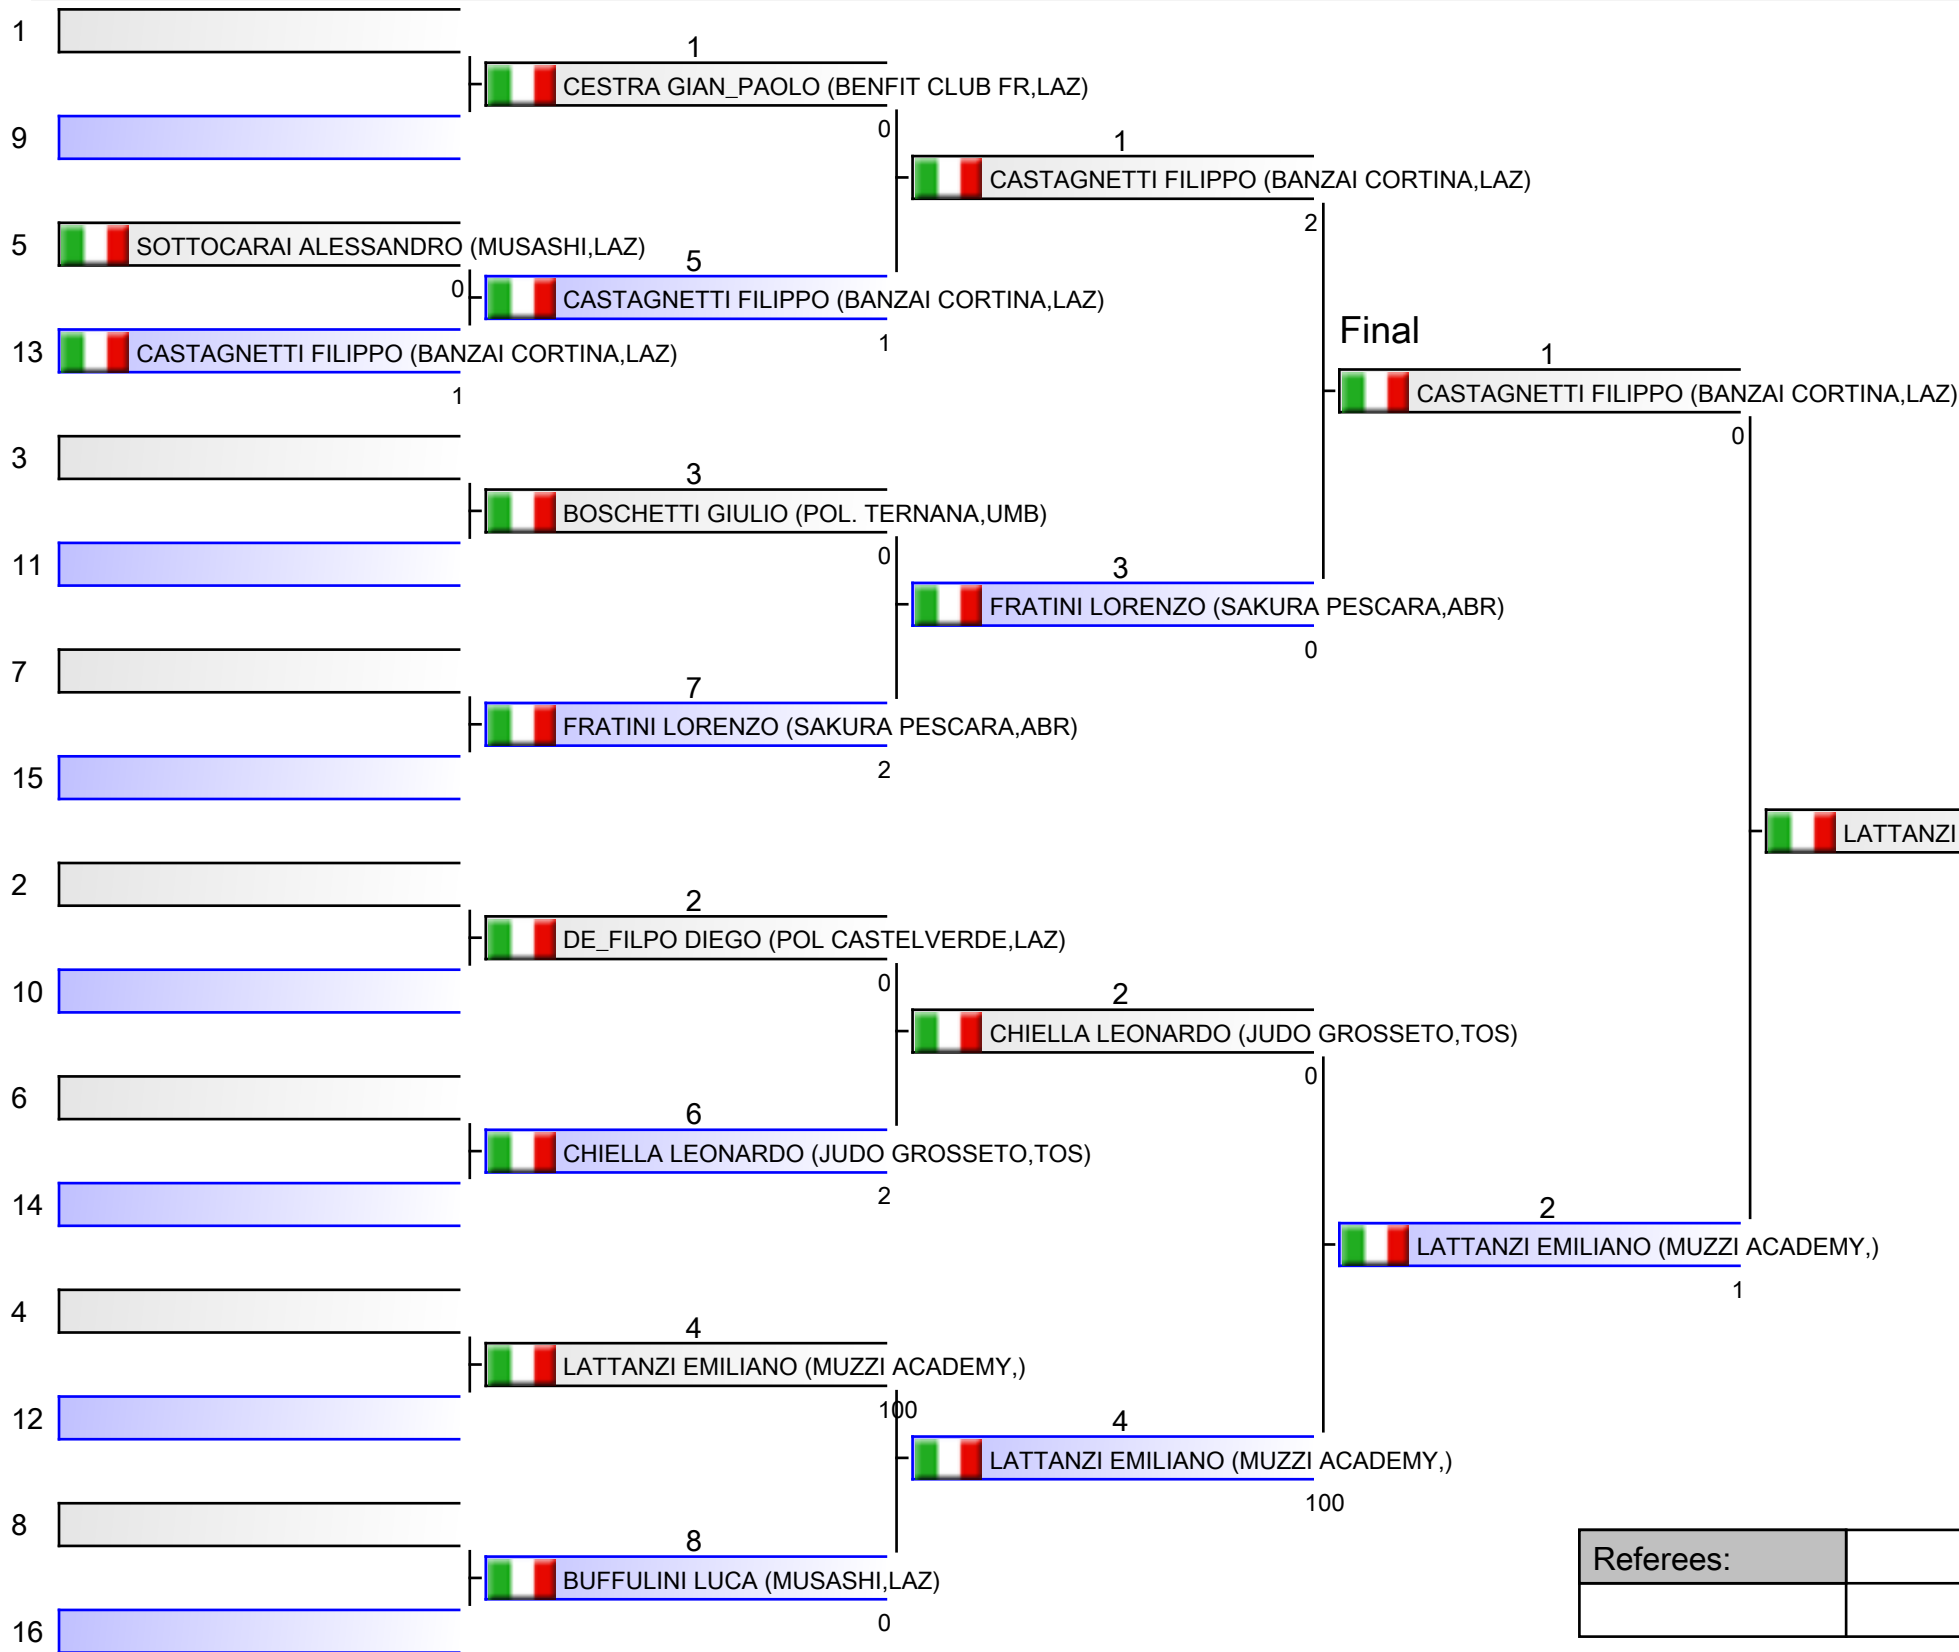 1
1
CESTRA GIAN_PAOLO (BENFIT CLUB FR,LAZ)
0
9
1
CASTAGNETTI FILIPPO (BANZAI CORTINA,LAZ)
2
5
SOTTOCARAI ALESSANDRO (MUSASHI,LAZ)
0
5
CASTAGNETTI FILIPPO (BANZAI CORTINA,LAZ)
1
13
CASTAGNETTI FILIPPO (BANZAI CORTINA,LAZ)
1
Final
1
CASTAGNETTI FILIPPO (BANZAI CORTINA,LAZ)
0
3
3
BOSCHETTI GIULIO (POL. TERNANA,UMB)
0
11
3
FRATINI LORENZO (SAKURA PESCARA,ABR)
0
7
7
FRATINI LORENZO (SAKURA PESCARA,ABR)
2
15
LATTANZI
2
2
DE_FILPO DIEGO (POL CASTELVERDE,LAZ)
0
10
2
CHIELLA LEONARDO (JUDO GROSSETO,TOS)
0
6
6
CHIELLA LEONARDO (JUDO GROSSETO,TOS)
2
14
2
LATTANZI EMILIANO (MUZZI ACADEMY,)
1
4
4
LATTANZI EMILIANO (MUZZI ACADEMY,)
100
12
4
LATTANZI EMILIANO (MUZZI ACADEMY,)
100
8
8
BUFFULINI LUCA (MUSASHI,LAZ)
0
16
Referees: